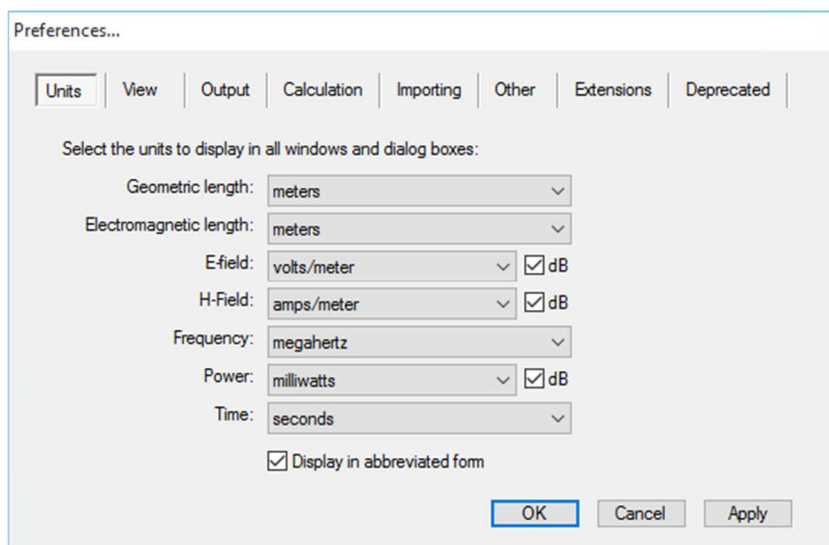 Preferences...
Units View Output Calculation Importing Other Extensions Deprecated
Select the units to display in all windows and dialog boxes:
Geometric length: meters
Electromagnetic length: meters
E-field: volts/meter dB
H-Field: amps/meter dB
Frequency: megahertz
Power: milliwatts dB
Time: seconds
Display in abbreviated form
OK Cancel Apply